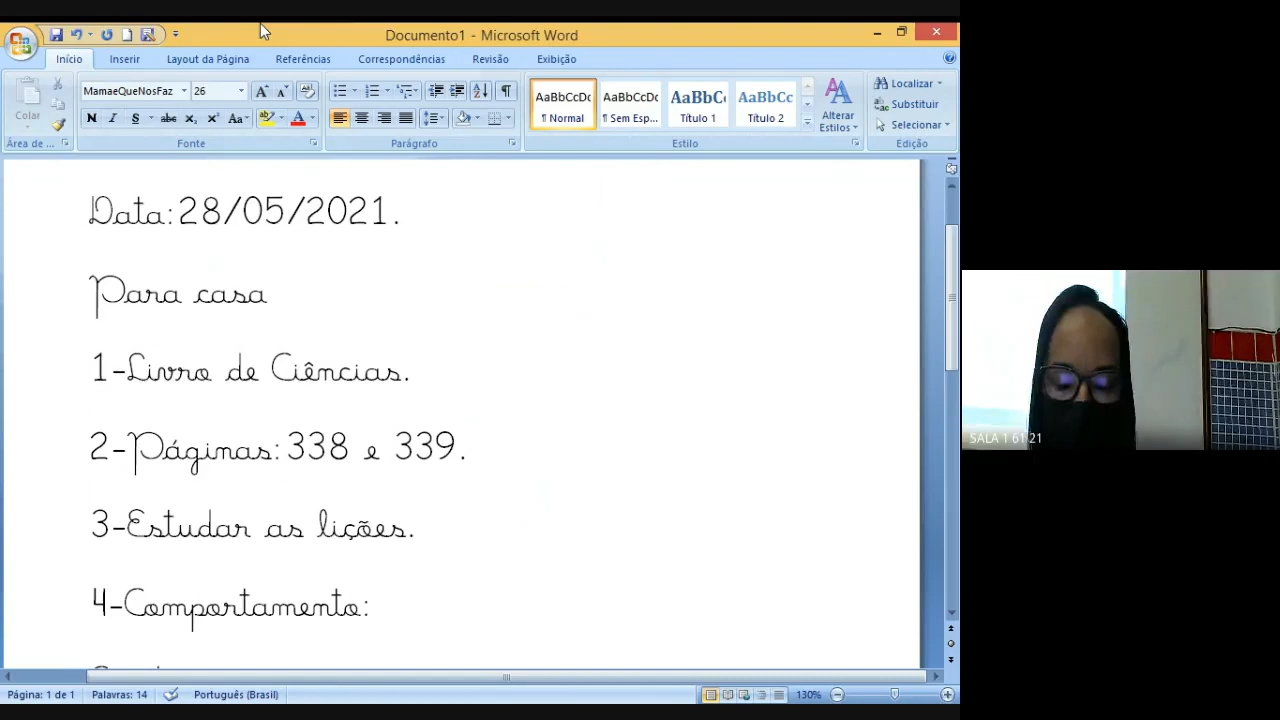 Documento1 - Microsoft Word
Início Inserir Layout da Página Referências Correspondências Revisão Exibição
MamaeQueNosFaz 26
AaBbCcDc AaBbCcDc AaBbC AaBbCc
Localizar
Substituir
Selecionar
Colar
¶ Normal ¶ Sem Esp... Título 1 Título 2
Alterar Estilos
Área de ... Fonte Parágrafo Estilo Edição
Data: 28/05/2021.
Para casa
1-Livro de Ciências.
2-Páginas: 338 e 339.
3-Estudar as lições.
4-Comportamento:
SALA 1 61 21
Página: 1 de 1 Palavras: 14 Português (Brasil) 130%